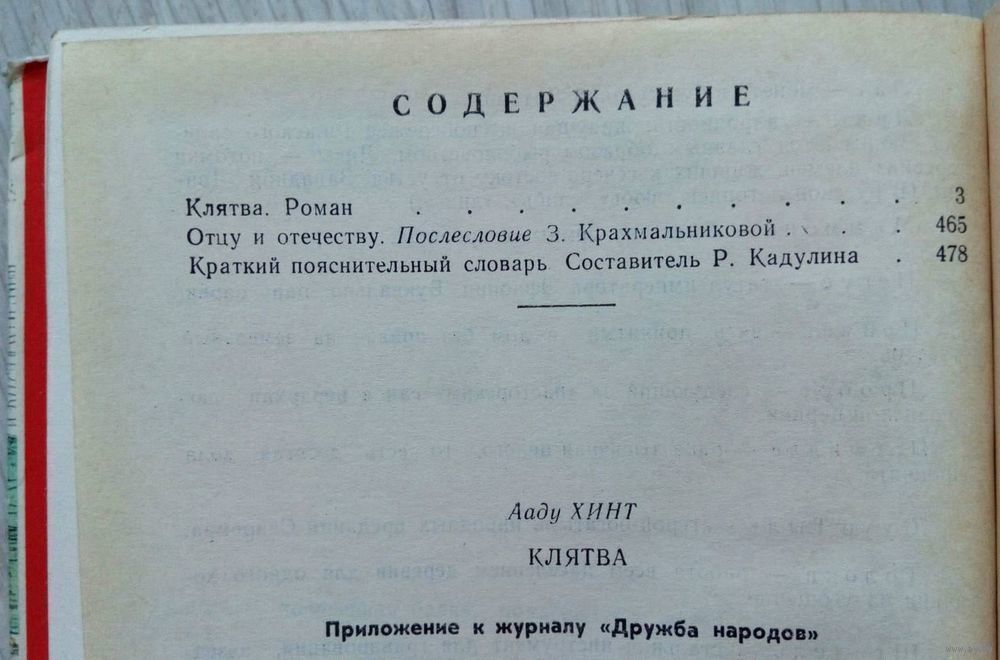 СОДЕРЖАНИЕ
Клятва. Роман . . . . . . . . . . 3
Отцу и отечеству. Послесловие З. Крахмальниковой . . . 465
Краткий пояснительный словарь Составитель Р. Кадулина . 478
Ааду ХИНТ
КЛЯТВА
Приложение к журналу «Дружба народов»